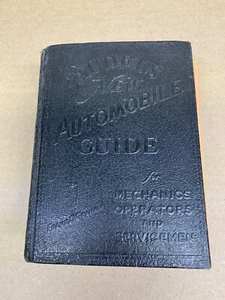 AUDELS
New
AUTOMOBILE
GUIDE
for
MECHANICS
OPERATORS
AND
SERVICEMEN